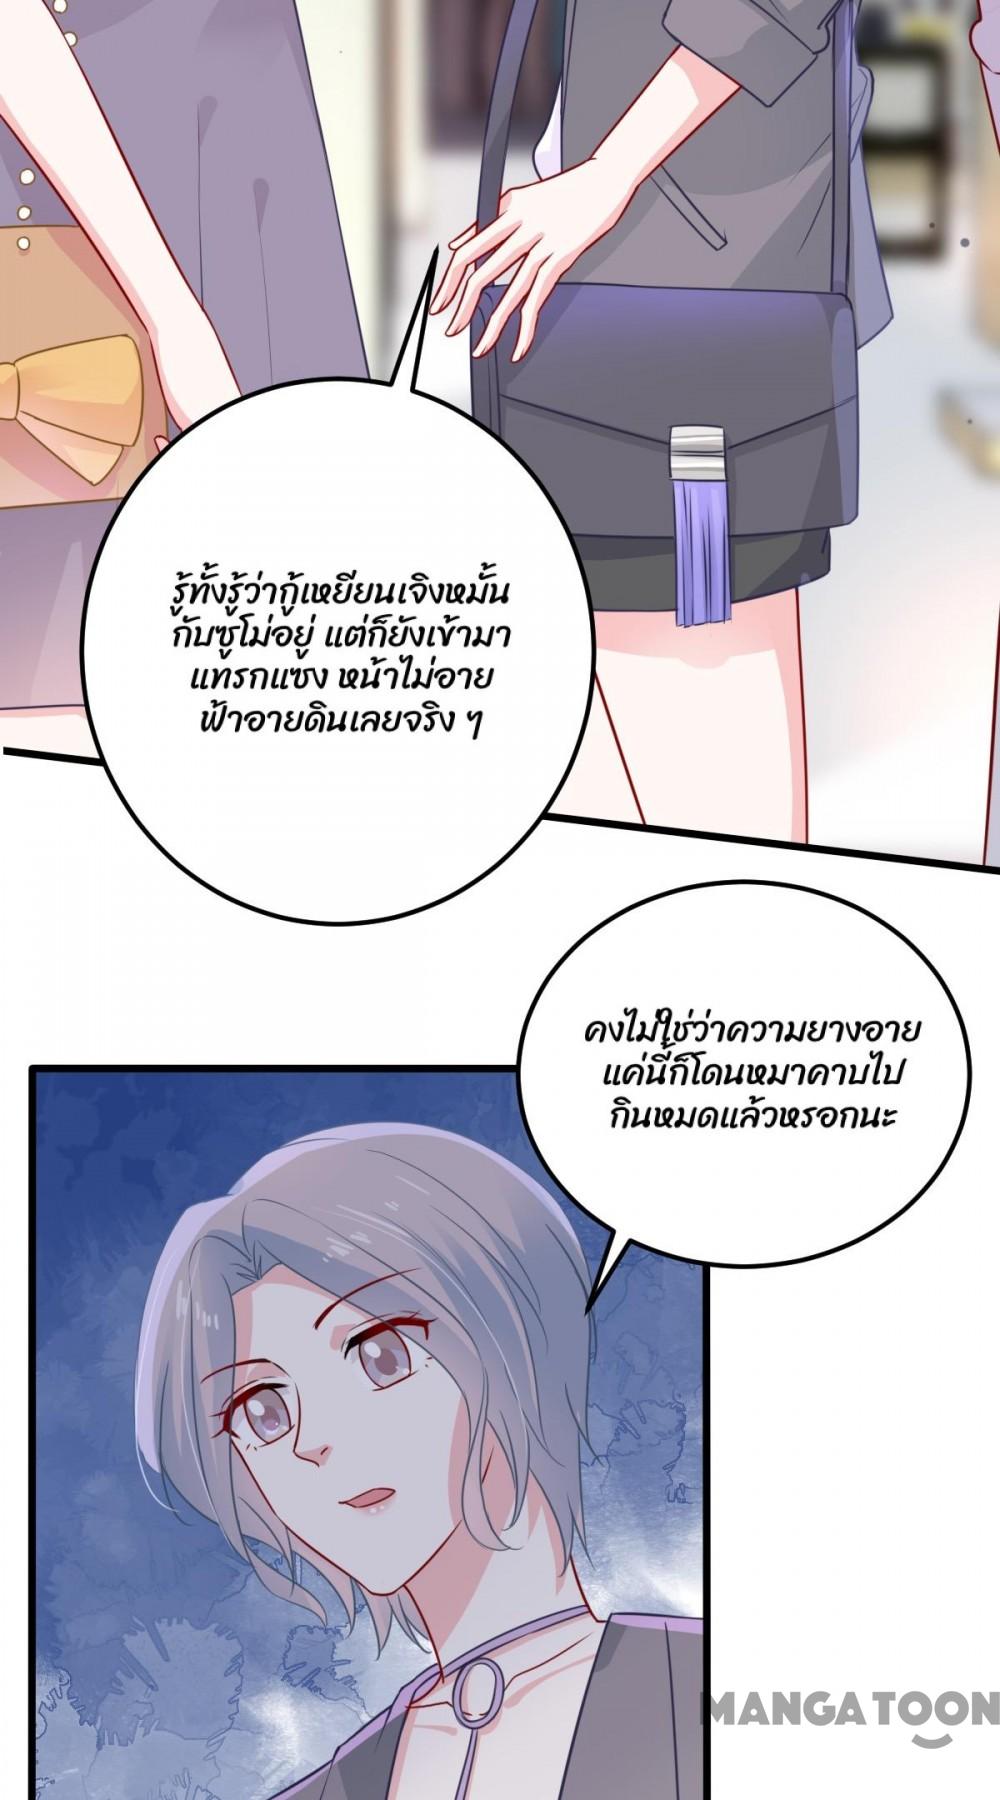 รู้ทั้งรู้ว่ากู้เหยียนเจิงหมั้น
กับซูโม่อยู่ แต่ก็ยังเข้ามา
แทรกแซง หน้าไม่อาย
ฟ้าอายดินเลยจริง ๆ
คงไม่ใช่ว่าความยางอาย
แค่นี้ก็โดนหมาคาบไป
กินหมดแล้วหรอกนะ
MANGATOON